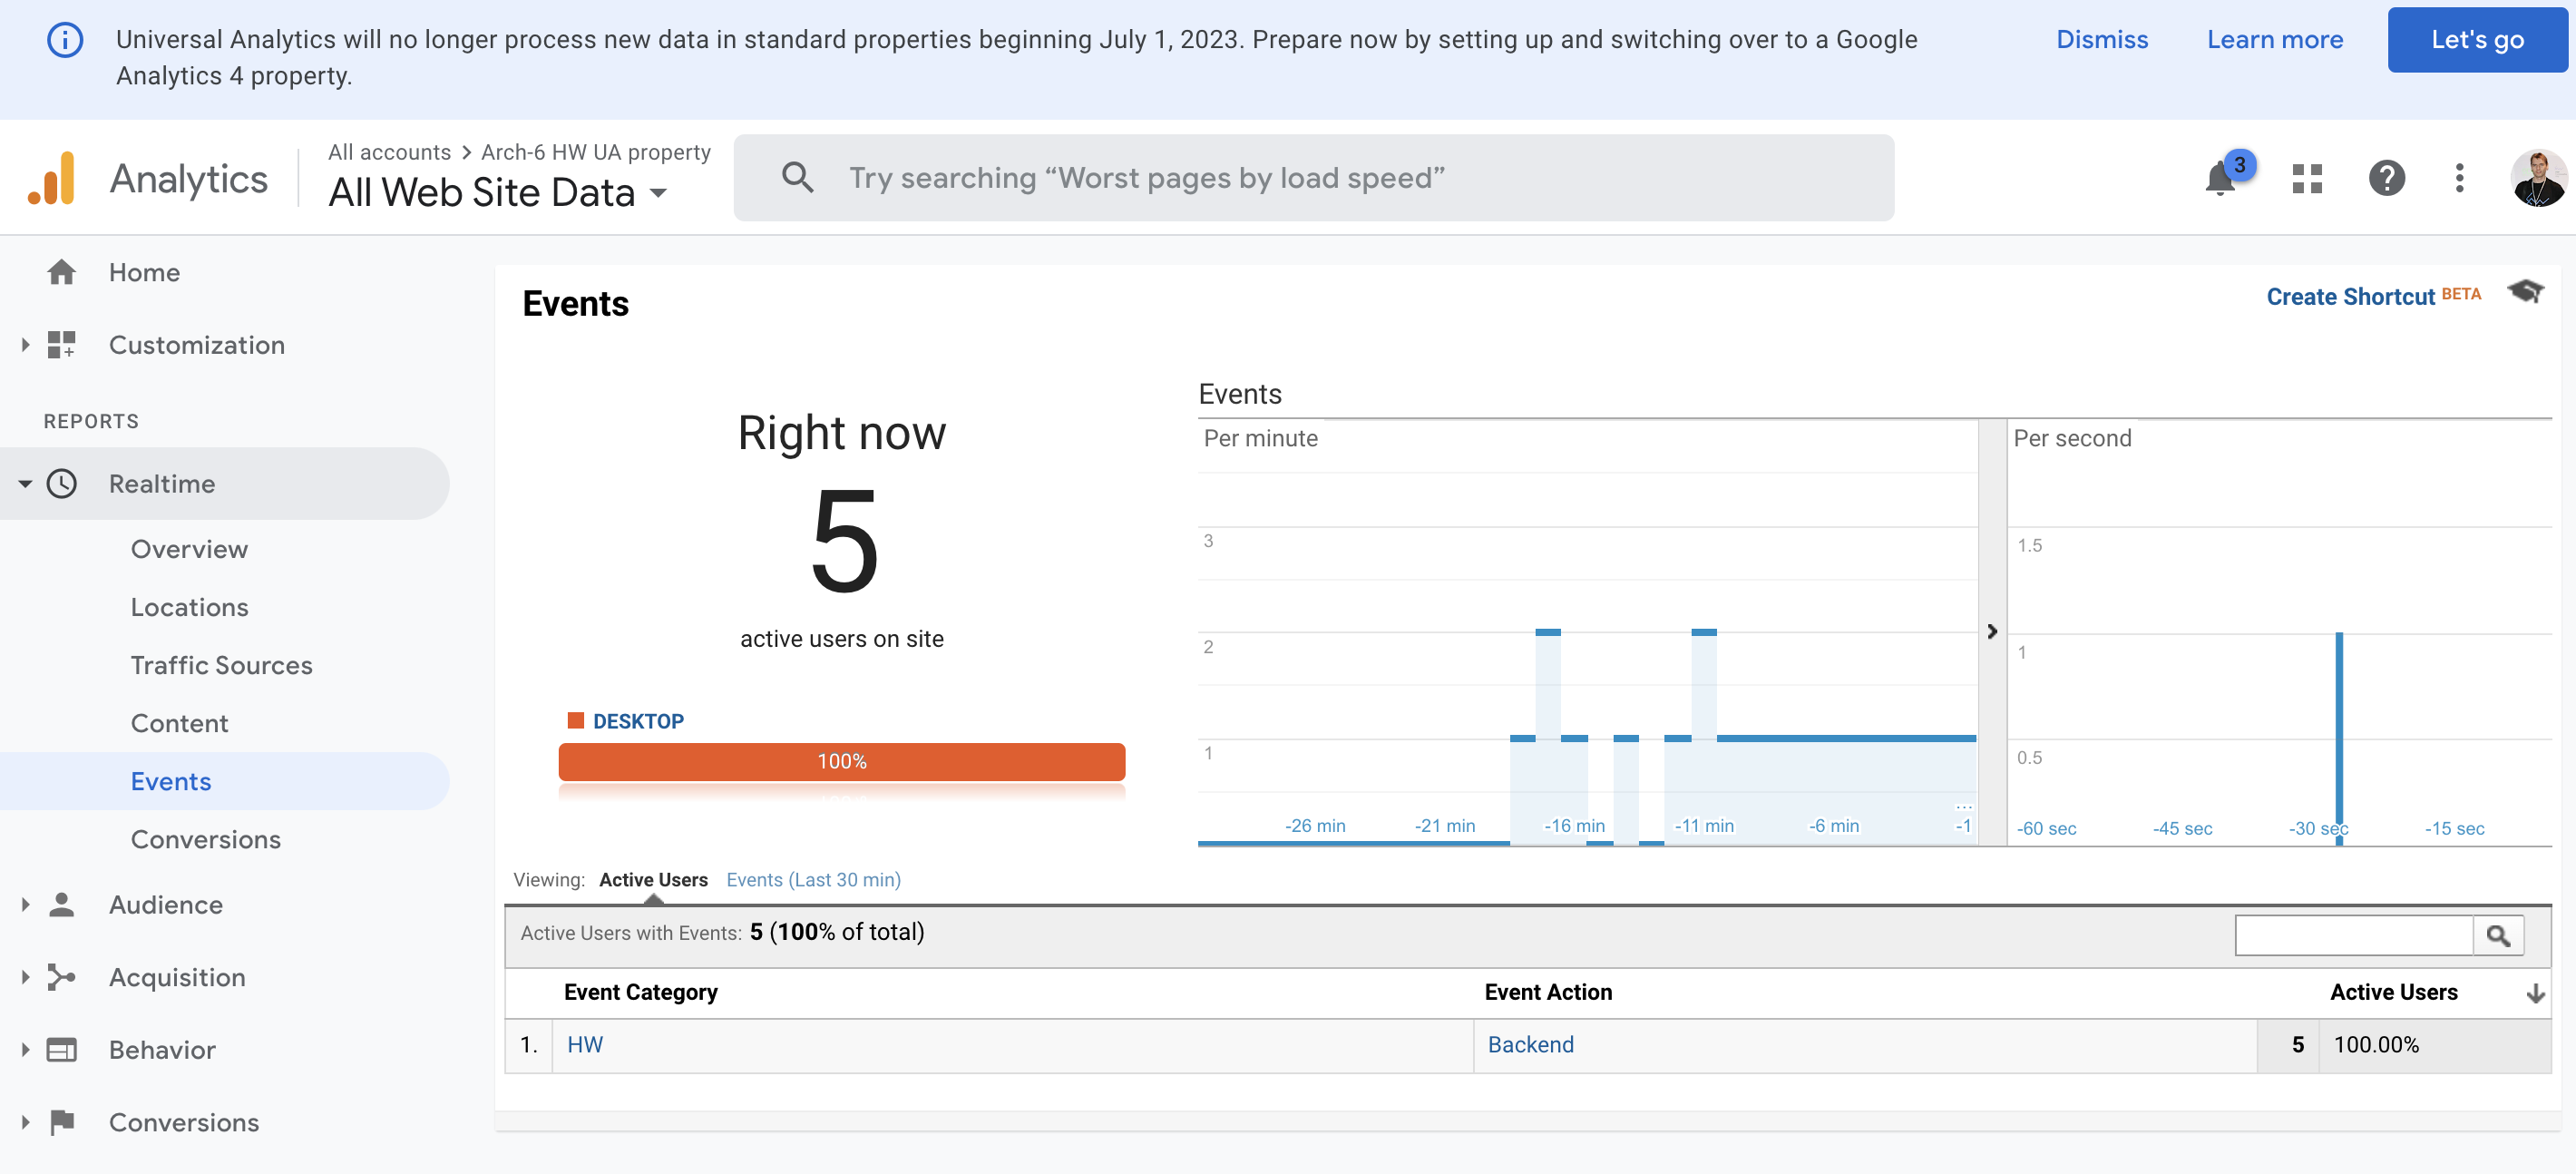 Universal Analytics will no longer process new data in standard properties beginning July 1, 2023. Prepare now by setting up and switching over to a Google
Analytics 4 property.
Dismiss
Learn more
Let's go
Analytics
All accounts > Arch-6 HW UA property
All Web Site Data
Try searching “Worst pages by load speed”
3
Home
Customization
REPORTS
Realtime
Overview
Locations
Traffic Sources
Content
Events
Conversions
Audience
Acquisition
Behavior
Conversions
Events
Create Shortcut BETA
Right now
5
active users on site
DESKTOP
100%
Events
Per minute
3
2
1
-26 min
-21 min
-16 min
-11 min
-6 min
...
-1
Per second
1.5
1
0.5
-60 sec
-45 sec
-30 sec
-15 sec
Viewing: Active Users Events (Last 30 min)
Active Users with Events: 5 (100% of total)
Event Category Event Action Active Users
1. HW Backend 5 100.00%